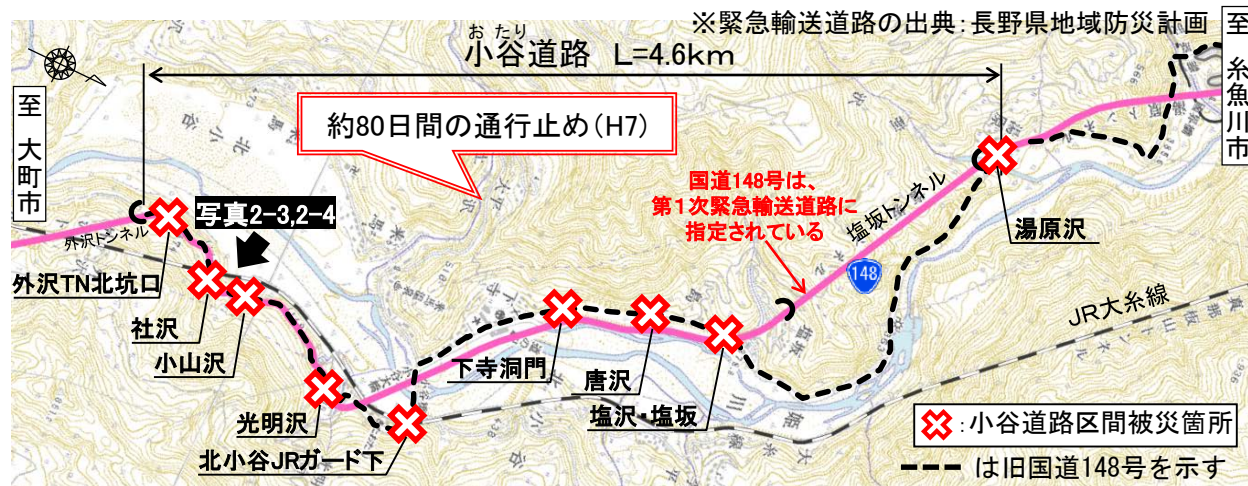 ※緊急輸送道路の出典：長野県地域防災計画
至 糸魚川市
おたり
小谷道路 L=4.6km
至 大町市
約80日間の通行止め(H7)
国道148号は、
第1次緊急輸送道路に
指定されている
塩坂トンネル
148
湯原沢
写真2-3,2-4
外沢トンネル
外沢TN北坑口
社沢
小山沢
光明沢
北小谷JRガード下
下寺洞門
唐沢
塩沢・塩坂
JR大糸線
：小谷道路区間被災箇所
は旧国道148号を示す